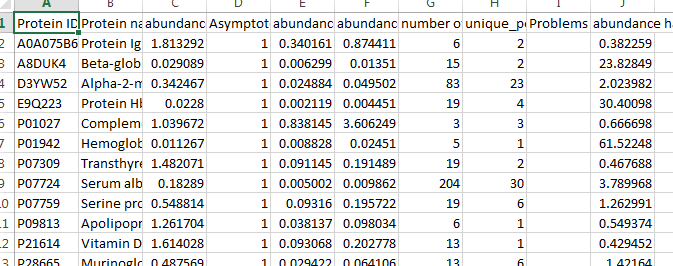 A B C D E F G H I J
1 Protein ID Protein na abundanc Asymptot abundanc abundanc number o unique_pe Problems abundance ha
2 A0A075B6 Protein Ig 1.813292 1 0.340161 0.874411 6 2 0.382259
3 A8DUK4 Beta-glob 0.029089 1 0.006299 0.01351 15 2 23.82849
4 D3YW52 Alpha-2-m 0.342467 1 0.024884 0.049502 83 23 2.023982
5 E9Q223 Protein Hb 0.0228 1 0.002119 0.004451 19 4 30.40098
6 P01027 Complem 1.039672 1 0.838145 3.606249 3 3 0.666698
7 P01942 Hemoglob 0.011267 1 0.008828 0.02451 5 1 61.52248
8 P07309 Transthyre 1.482071 1 0.091145 0.191489 19 2 0.467688
9 P07724 Serum alb 0.18289 1 0.005002 0.009862 204 30 3.789968
10 P07759 Serine pro 0.548814 1 0.09316 0.195722 19 6 1.262991
11 P09813 Apolipopr 1.261704 1 0.038137 0.098034 6 1 0.549374
12 P21614 Vitamin D 1.614028 1 0.093068 0.202778 13 1 0.429452
13 P28665 Murinoglo 0.487569 1 0.029422 0.064106 13 6 1.42164